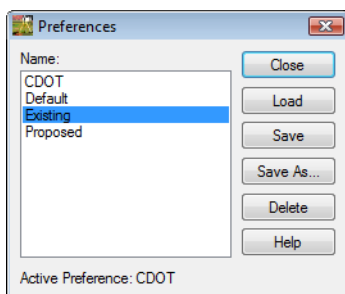 Preferences
Name:
CDOT
Default
Existing
Proposed
Close
Load
Save
Save As...
Delete
Help
Active Preference: CDOT